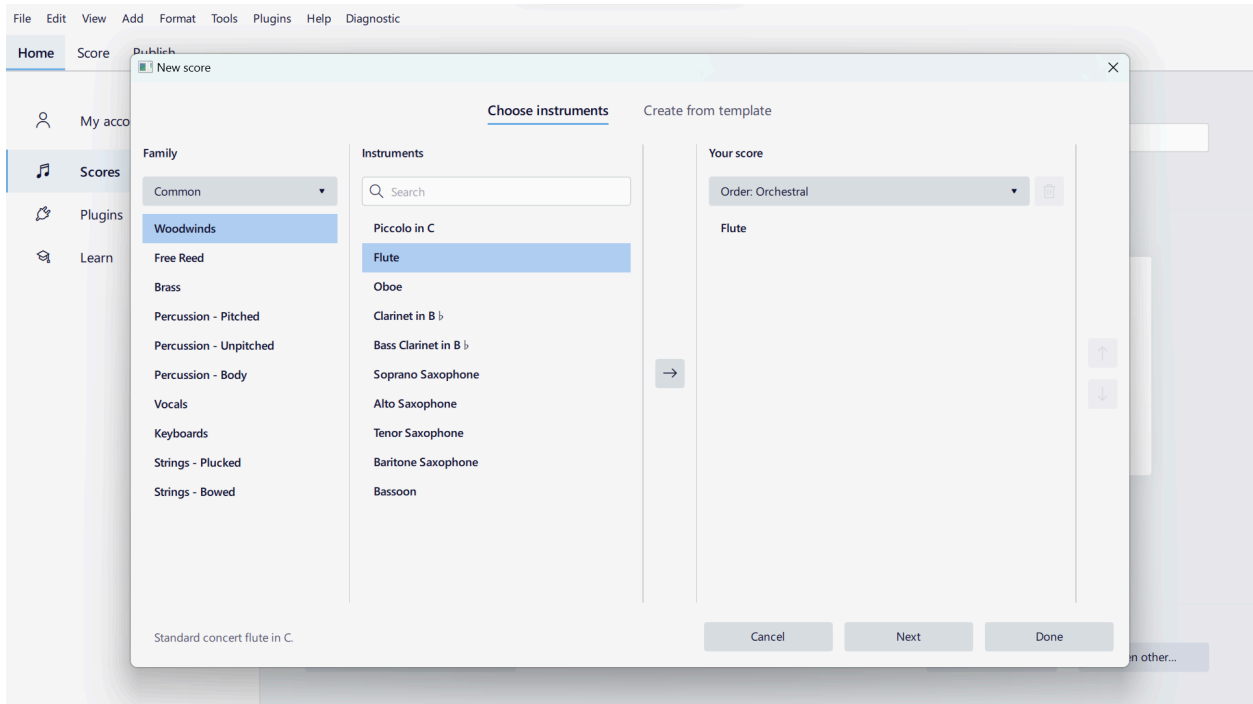 File Edit View Add Format Tools Plugins Help Diagnostic
Home Score Publish
New score
Choose instruments Create from template
My acco
Scores
Plugins
Learn
Family
Common
Woodwinds
Free Reed
Brass
Percussion - Pitched
Percussion - Unpitched
Percussion - Body
Vocals
Keyboards
Strings - Plucked
Strings - Bowed
Instruments
Search
Piccolo in C
Flute
Oboe
Clarinet in B♭
Bass Clarinet in B♭
Soprano Saxophone
Alto Saxophone
Tenor Saxophone
Baritone Saxophone
Bassoon
Your score
Order: Orchestral
Flute
Standard concert flute in C.
Cancel Next Done
en other...